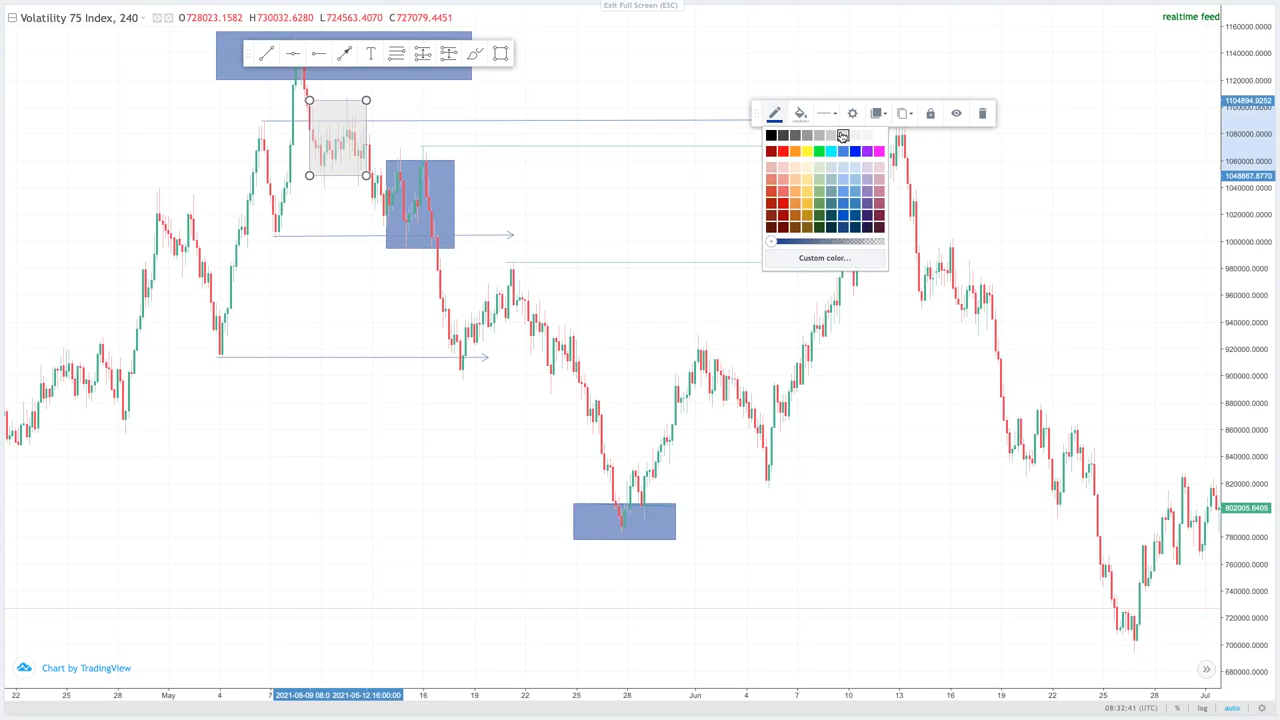 Exit Full Screen (ESC)
Volatility 75 Index, 240
O728023.1582 H730032.6280 L724563.4070 C727079.4451
realtime feed
T
1160000.0000
1140000.0000
1120000.0000
1104894.9252
1080000.0000
1060000.0000
1048867.8770
1040000.0000
1020000.0000
1000000.0000
980000.0000
960000.0000
940000.0000
920000.0000
900000.0000
880000.0000
860000.0000
840000.0000
820000.0000
802005.6405
780000.0000
760000.0000
740000.0000
720000.0000
700000.0000
680000.0000
Custom color...
Chart by TradingView
22 25 28 May 4 7 2021-05-09 08:0 2021-05-12 16:00:00 16 19 22 25 28 Jun 4 7 10 13 16 19 22 25 28 Jul
08:32:41 (UTC) % log auto